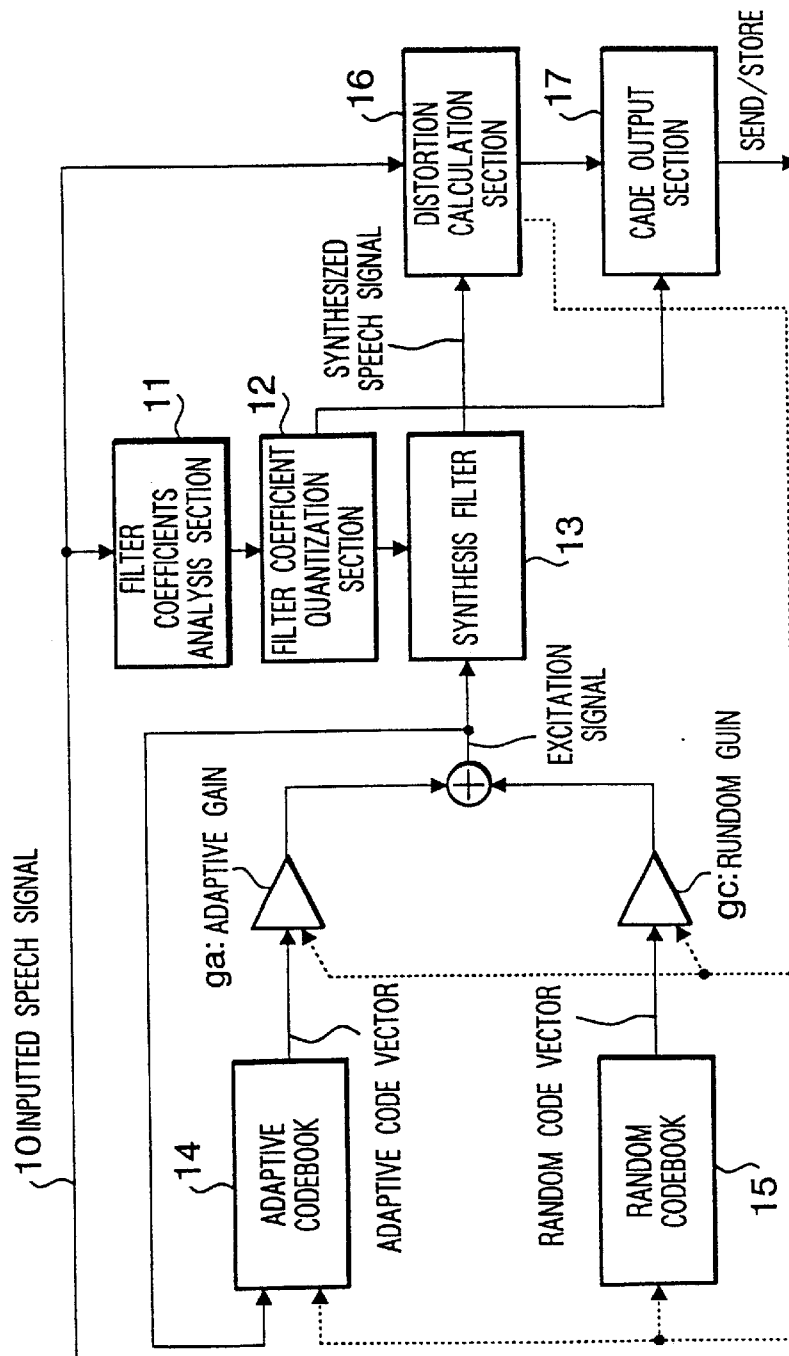 10 INPUTTED SPEECH SIGNAL
11
FILTER
COEFFICIENTS
ANALYSIS SECTION
12
FILTER COEFFICIENT
QUANTIZATION
SECTION
SYNTHESIS FILTER
13
14
ADAPTIVE
CODEBOOK
ADAPTIVE CODE VECTOR
ga: ADAPTIVE GAIN
EXCITATION
SIGNAL
RANDOM CODE VECTOR
RANDOM
CODEBOOK
15
gc: RUNDOM GUIN
SYNTHESIZED
SPEECH SIGNAL
16
DISTORTION
CALCULATION
SECTION
17
CADE OUTPUT
SECTION
SEND/STORE